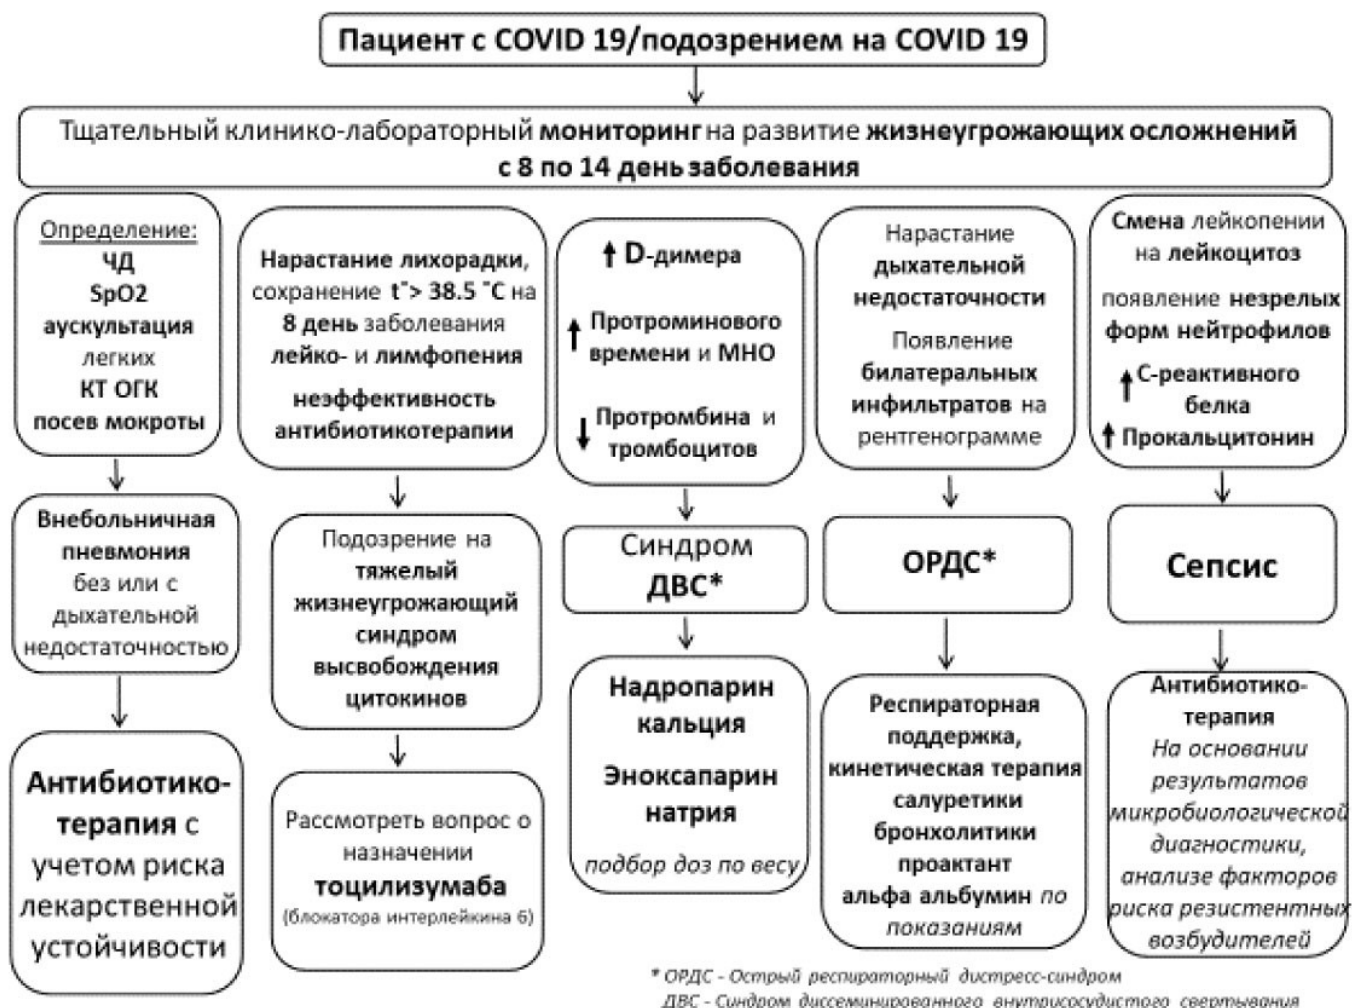 Пациент с COVID 19/подозрением на COVID 19
Тщательный клинико-лабораторный мониторинг на развитие жизнеугрожающих осложнений
с 8 по 14 день заболевания
Определение:
ЧД
SpO2
аускультация
легких
КТ ОГК
посев мокроты
Внебольничная
пневмония
без или с
дыхательной
недостаточностью
Антибиотико-
терапия с
учетом риска
лекарственной
устойчивости
Нарастание лихорадки,
сохранение t˚> 38.5 ˚C на
8 день заболевания
лейко- и лимфопения
неэффективность
антибиотикотерапии
Подозрение на
тяжелый
жизнеугрожающий
синдром
высвобождения
цитокинов
Рассмотреть вопрос о
назначении
тоцилизумаба
(блокатора интерлейкина 6)
↑ D-димера
↑ Протроминового
времени и МНО
↓ Протромбина и
тромбоцитов
Синдром
ДВС*
Надропарин
кальция
Эноксапарин
натрия
подбор доз по весу
Нарастание
дыхательной
недостаточности
Появление
билатеральных
инфильтратов на
рентгенограмме
ОРДС*
Респираторная
поддержка,
кинетическая терапия
салуретики
бронхолитики
проактант
альфа альбумин по
показаниям
Смена лейкопении
на лейкоцитоз
появление незрелых
форм нейтрофилов
↑ С-реактивного
белка
↑ Прокальцитонин
Сепсис
Антибиотико-
терапия
На основании
результатов
микробиологической
диагностики,
анализе факторов
риска резистентных
возбудителей
* ОРДС - Острый респираторный дистресс-синдром
ДВС - Синдром диссеминированного внутрисосудистого свертывания